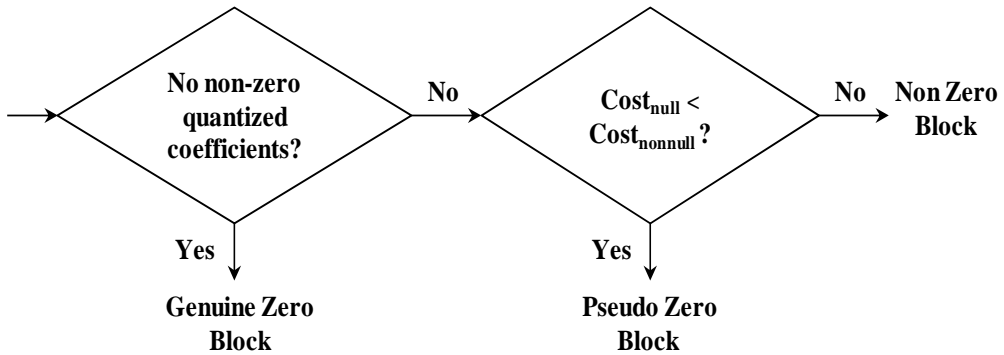 No non-zero
quantized
coefficients?
No
Cost_null <
Cost_nonnull ?
No
Non Zero
Block
Yes
Genuine Zero
Block
Yes
Pseudo Zero
Block